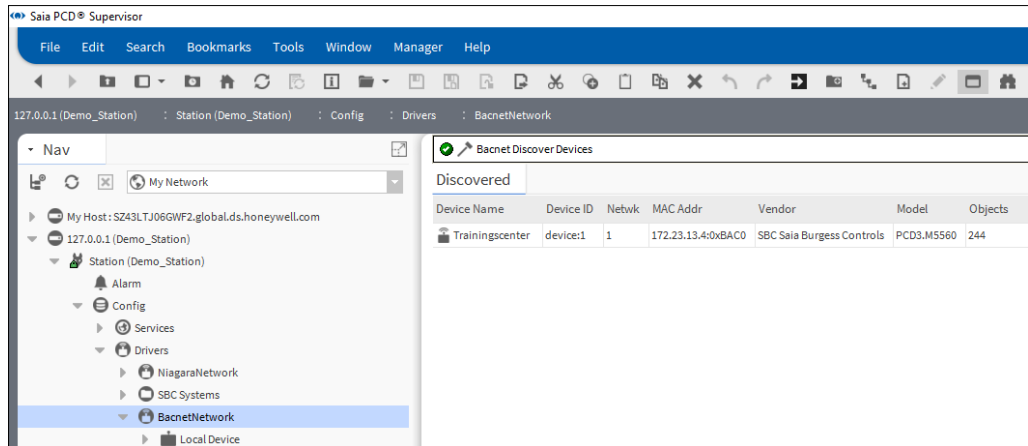 Saia PCD® Supervisor
File Edit Search Bookmarks Tools Window Manager Help
127.0.0.1 (Demo_Station) : Station (Demo_Station) : Config : Drivers : BacnetNetwork
Nav
Bacnet Discover Devices
My Network
Discovered
Device Name Device ID Netwk MAC Addr Vendor Model Objects
Trainingscenter device:1 1 172.23.13.4:0xBAC0 SBC Saia Burgess Controls PCD3.M5560 244
My Host : SZ43LTJ06GWF2.global.ds.honeywell.com
127.0.0.1 (Demo_Station)
Station (Demo_Station)
Alarm
Config
Services
Drivers
NiagaraNetwork
SBC Systems
BacnetNetwork
Local Device